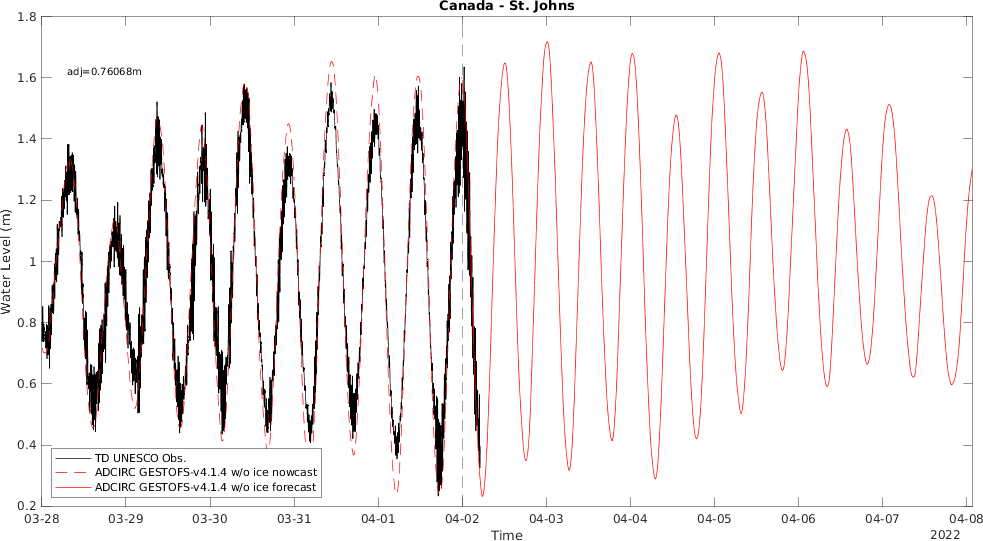 Canada - St. Johns
1.8
1.6
1.4
1.2
1
0.8
0.6
0.4
0.2
Water Level (m)
adj=0.76068m
TD UNESCO Obs.
ADCIRC GESTOFS-v4.1.4 w/o ice nowcast
ADCIRC GESTOFS-v4.1.4 w/o ice forecast
03-28 03-29 03-30 03-31 04-01 04-02 04-03 04-04 04-05 04-06 04-07 04-08
Time
2022